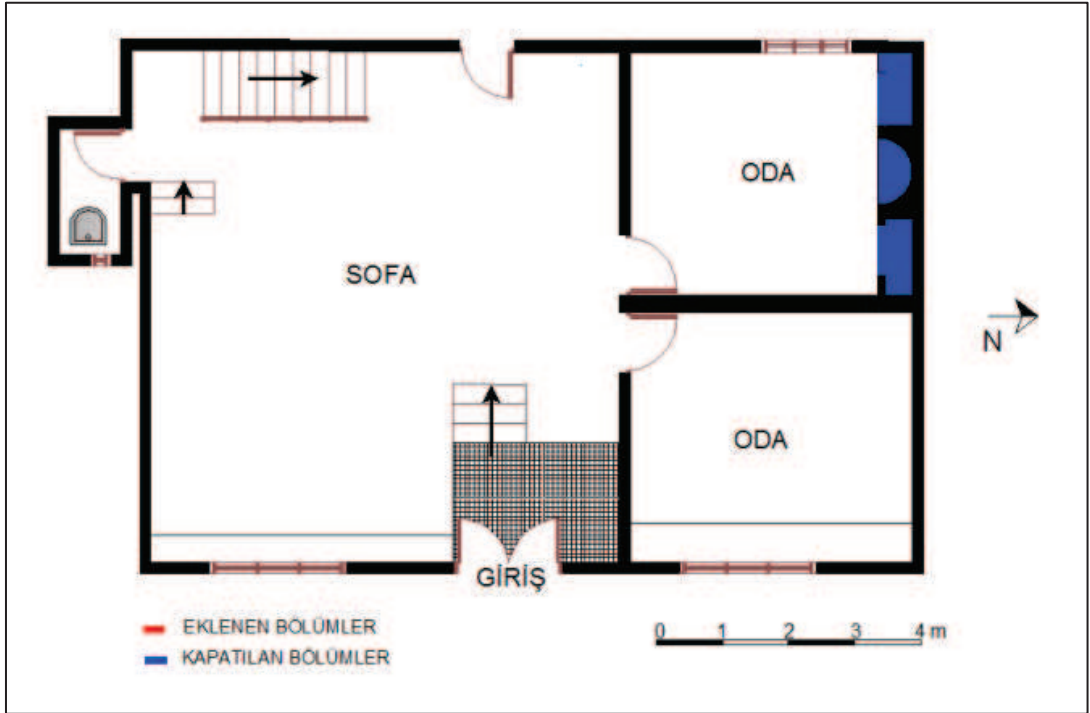 ODA
SOFA
N
ODA
GİRİŞ
EKLENEN BÖLÜMLER
KAPATILAN BÖLÜMLER
0 1 2 3 4 m